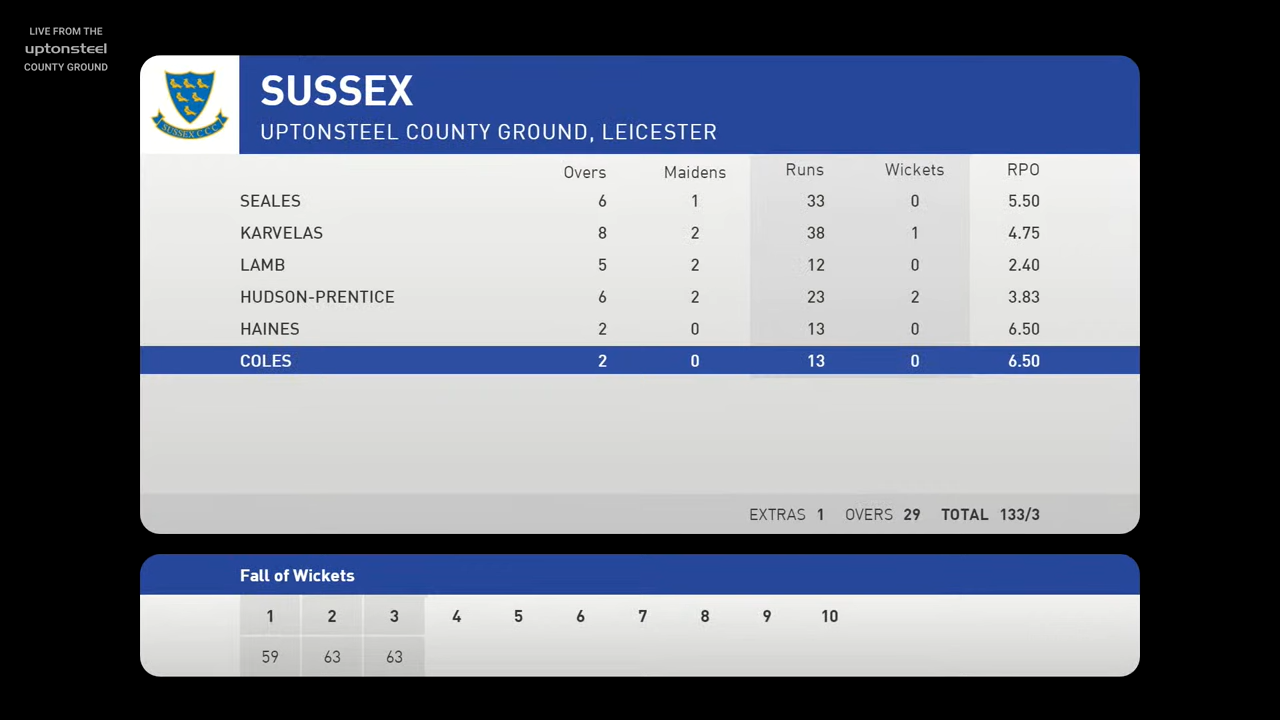 LIVE FROM THE
uptonsteel
COUNTY GROUND
SUSSEX
UPTONSTEEL COUNTY GROUND, LEICESTER
SUSSEX C.C.C.
Overs Maidens Runs Wickets RPO
SEALES 6 1 33 0 5.50
KARVELAS 8 2 38 1 4.75
LAMB 5 2 12 0 2.40
HUDSON-PRENTICE 6 2 23 2 3.83
HAINES 2 0 13 0 6.50
COLES 2 0 13 0 6.50
EXTRAS 1 OVERS 29 TOTAL 133/3
Fall of Wickets
1 2 3 4 5 6 7 8 9 10
59 63 63